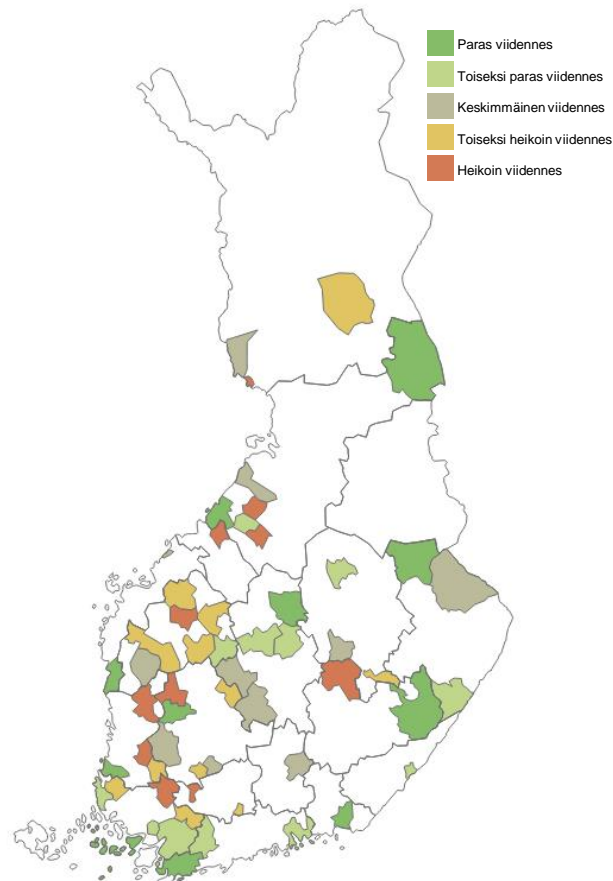 Paras viidennes
Toiseksi paras viidennes
Keskimmäinen viidennes
Toiseksi heikoin viidennes
Heikoin viidennes